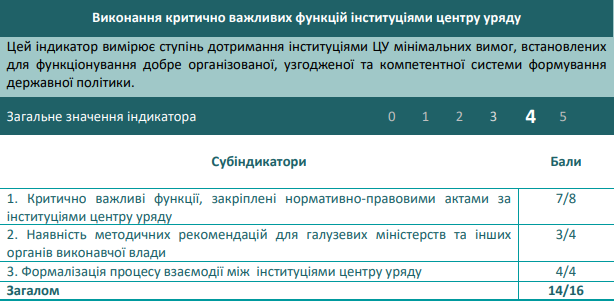 Виконання критично важливих функцій інституціями центру уряду
Цей індикатор вимірює ступінь дотримання інституціями ЦУ мінімальних вимог, встановлених
для функціонування добре організованої, узгодженої та компетентної системи формування
державної політики.
Загальне значення індикатора 0 1 2 3 4 5
Субіндикатори Бали
1. Критично важливі функції, закріплені нормативно-правовими актами за 7/8
інституціями центру уряду
2. Наявність методичних рекомендацій для галузевих міністерств та інших 3/4
органів виконавчої влади
3. Формалізація процесу взаємодії між інституціями центру уряду 4/4
Загалом 14/16